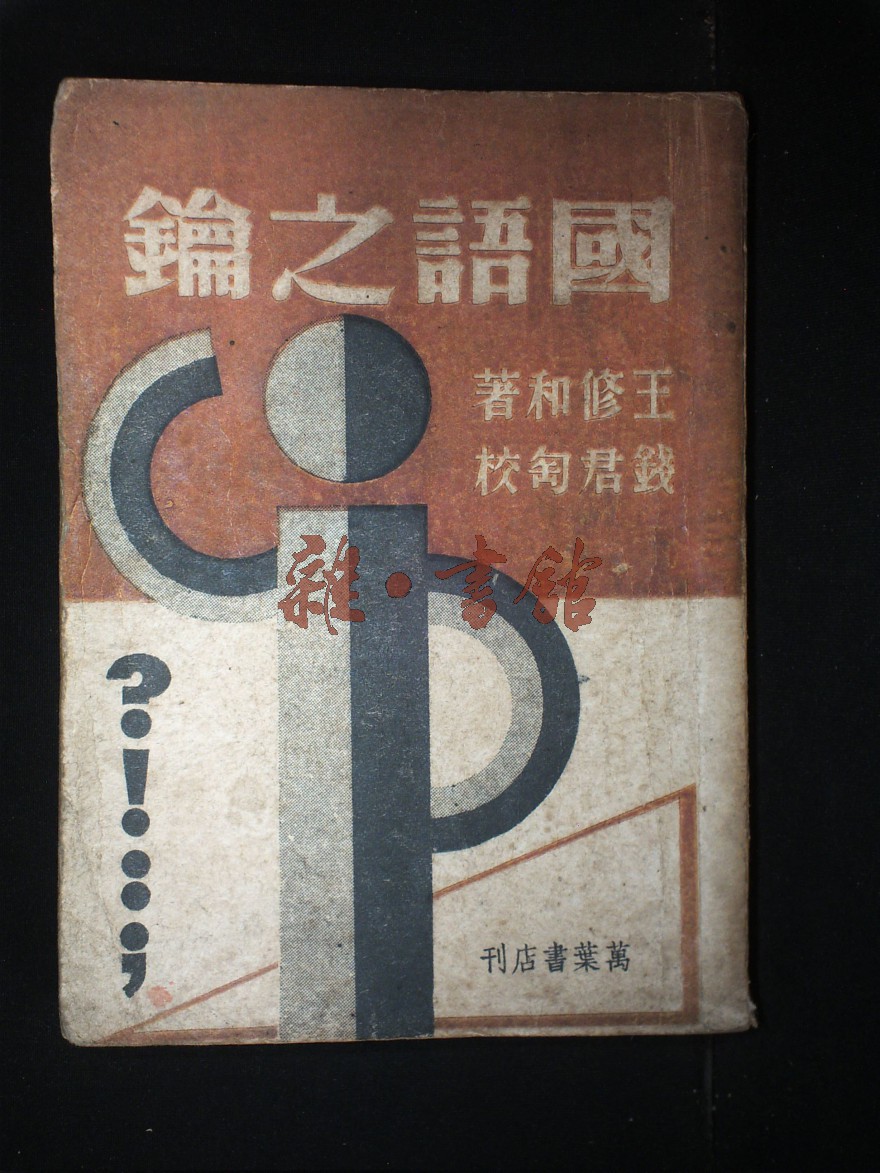 國語之鑰
王修和著
錢君匋校
雜•書館
?!:;
萬葉書店刊